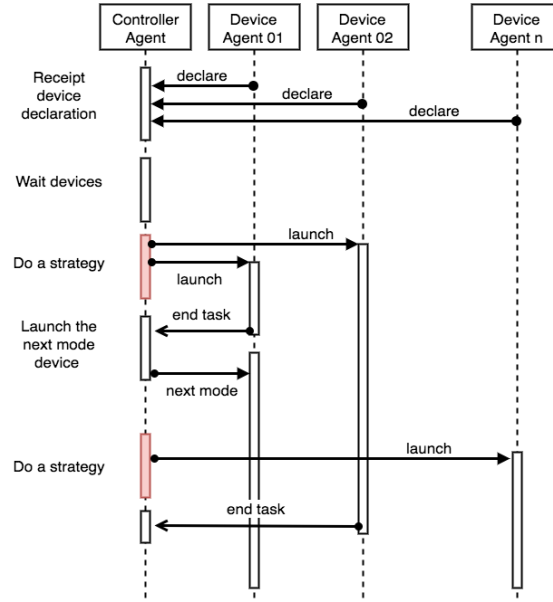 Controller
Agent
Device
Agent 01
Device
Agent 02
Device
Agent n
Receipt
device
declaration
declare
declare
declare
Wait devices
launch
Do a strategy
launch
end task
Launch the
next mode
device
next mode
launch
Do a strategy
end task